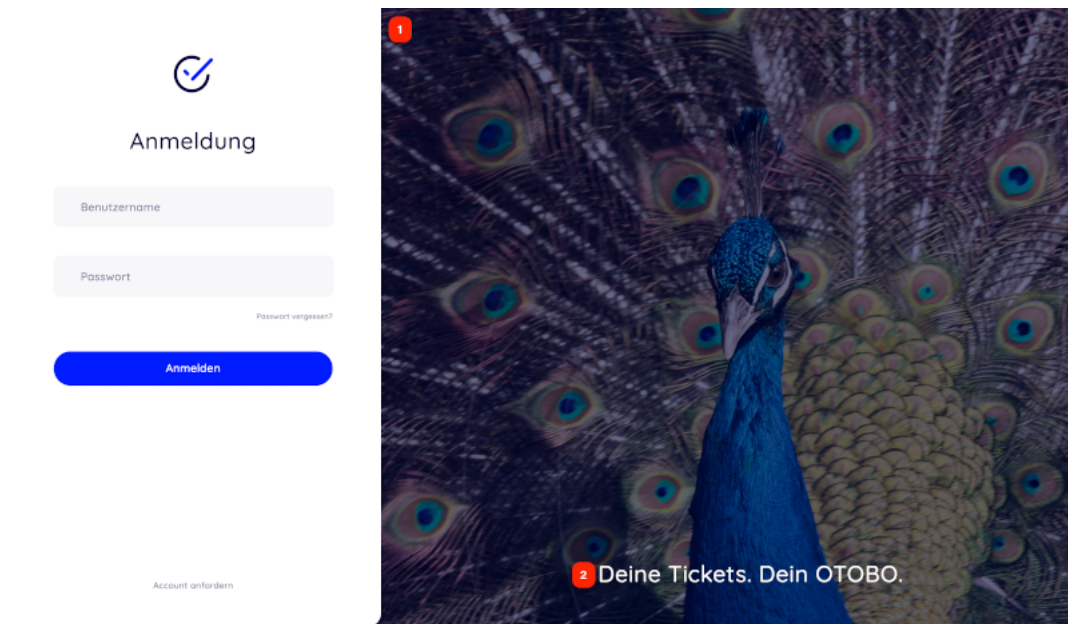 Anmeldung
Benutzername
Passwort
Passwort vergessen?
Anmelden
Account anfordern
1
2 Deine Tickets. Dein OTOBO.